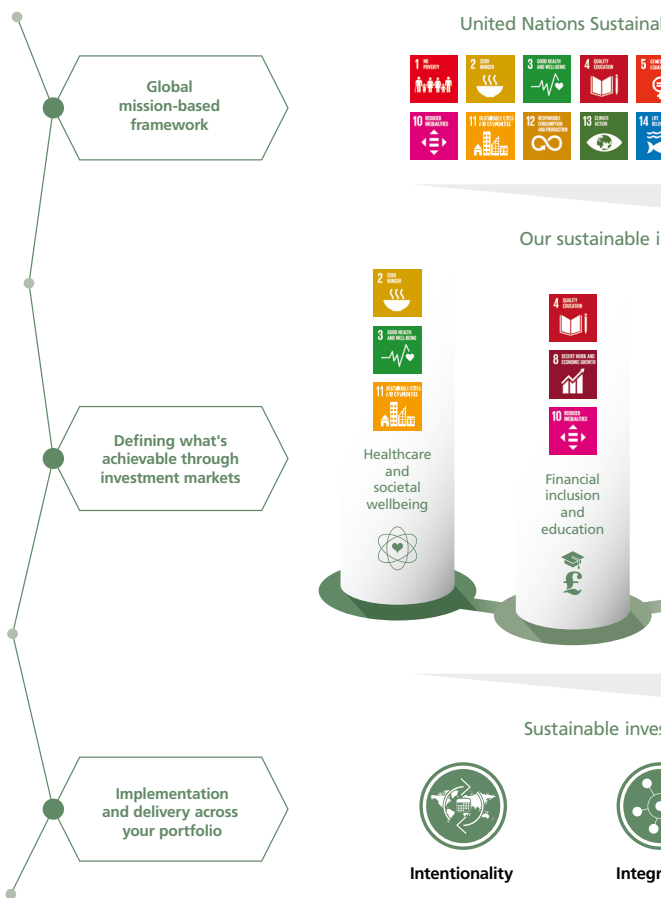 United Nations Sustainal
Global
mission-based
framework
1 NO
POVERTY
2 ZERO
HUNGER
3 GOOD HEALTH
AND WELL-BEING
4 QUALITY
EDUCATION
5
10 REDUCED
INEQUALITIES
11 SUSTAINABLE CITIES
AND COMMUNITIES
12 RESPONSIBLE
CONSUMPTION
AND PRODUCTION
13 CLIMATE
ACTION
14 LIFE
Our sustainable i
2 ZERO
HUNGER
3 GOOD HEALTH
AND WELL-BEING
11 SUSTAINABLE CITIES
AND COMMUNITIES
Healthcare
and
societal
wellbeing
4 QUALITY
EDUCATION
8 DECENT WORK AND
ECONOMIC GROWTH
10 REDUCED
INEQUALITIES
Financial
inclusion
and
education
£
Defining what's
achievable through
investment markets
Sustainable inves
Implementation
and delivery across
your portfolio
Intentionality
Integr